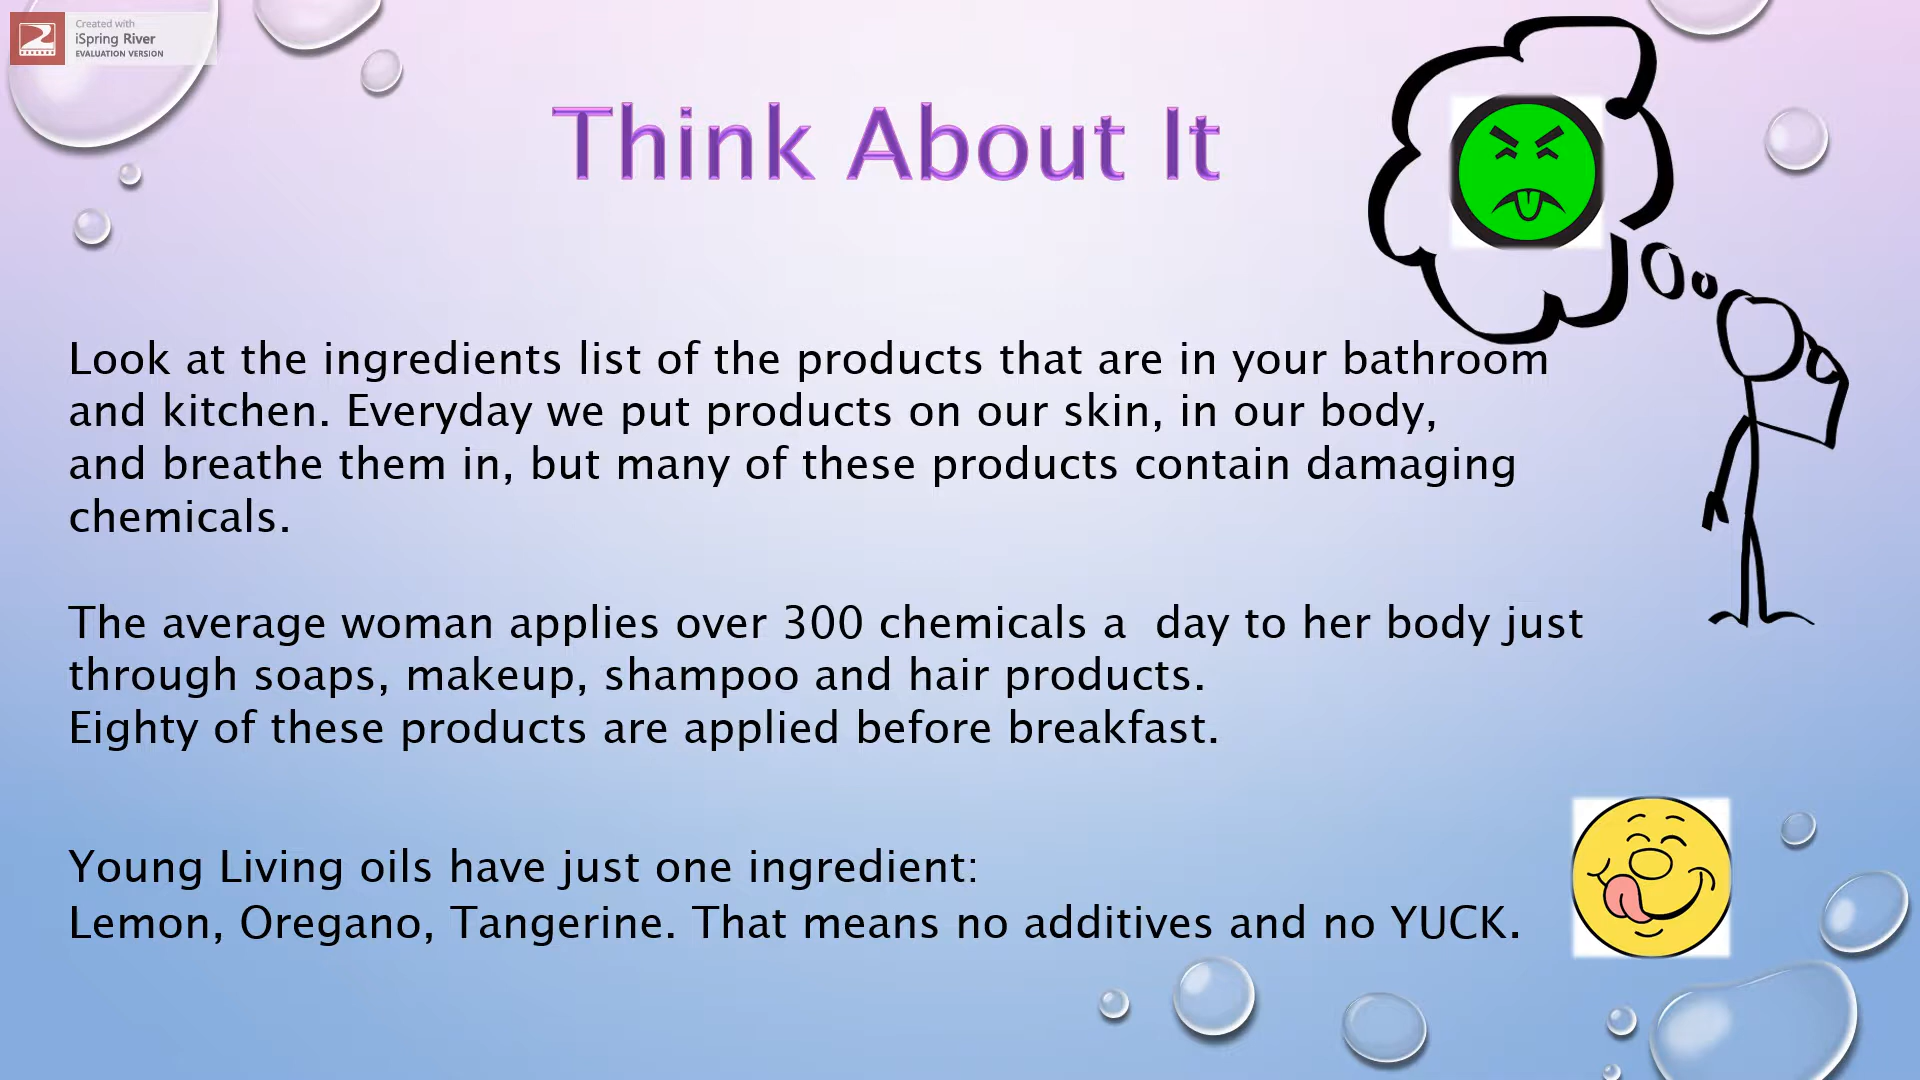 Created with
iSpring River
EVALUATION VERSION
Think About It
Look at the ingredients list of the products that are in your bathroom
and kitchen. Everyday we put products on our skin, in our body,
and breathe them in, but many of these products contain damaging
chemicals.
The average woman applies over 300 chemicals a  day to her body just
through soaps, makeup, shampoo and hair products.
Eighty of these products are applied before breakfast.
Young Living oils have just one ingredient:
Lemon, Oregano, Tangerine. That means no additives and no YUCK.